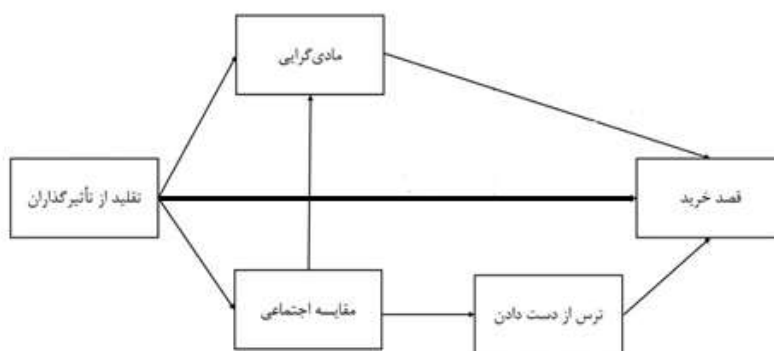 مادی‌گرایی
تقلید از تأثیرگذاران
قصد خرید
مقایسه اجتماعی
ترس از دست دادن